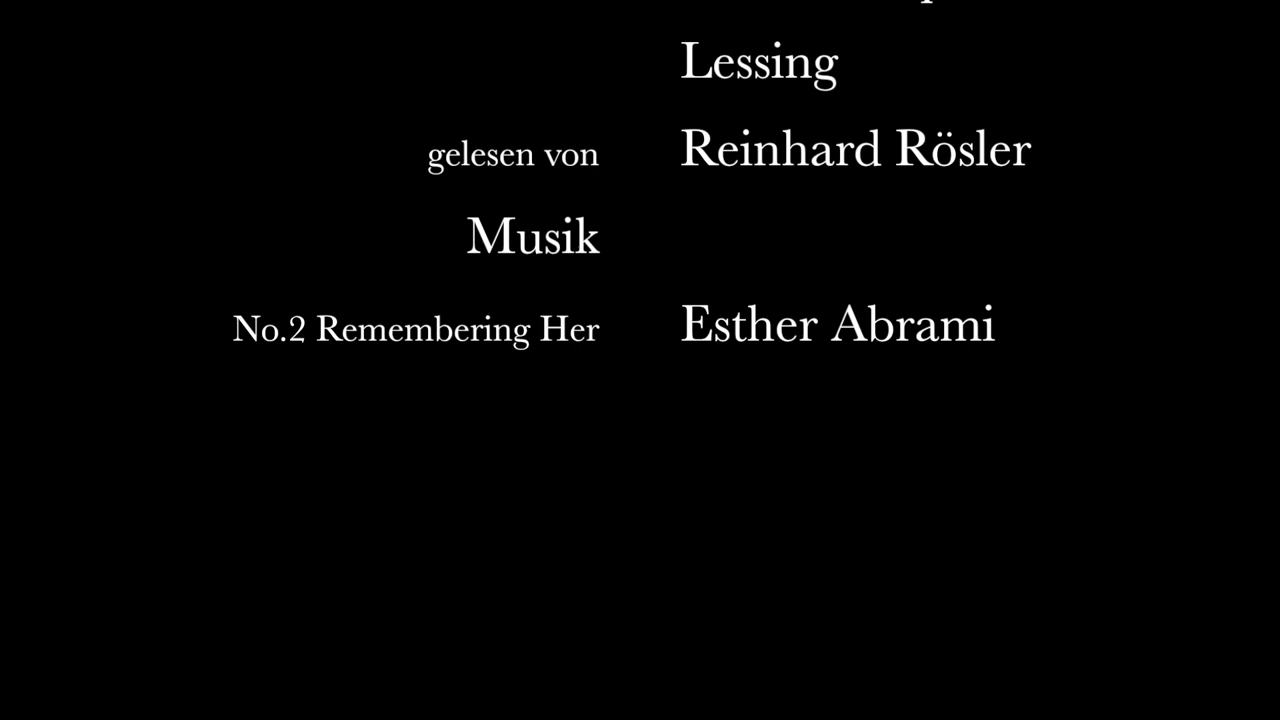 Lessing
gelesen von Reinhard Rösler
Musik
No.2 Remembering Her Esther Abrami